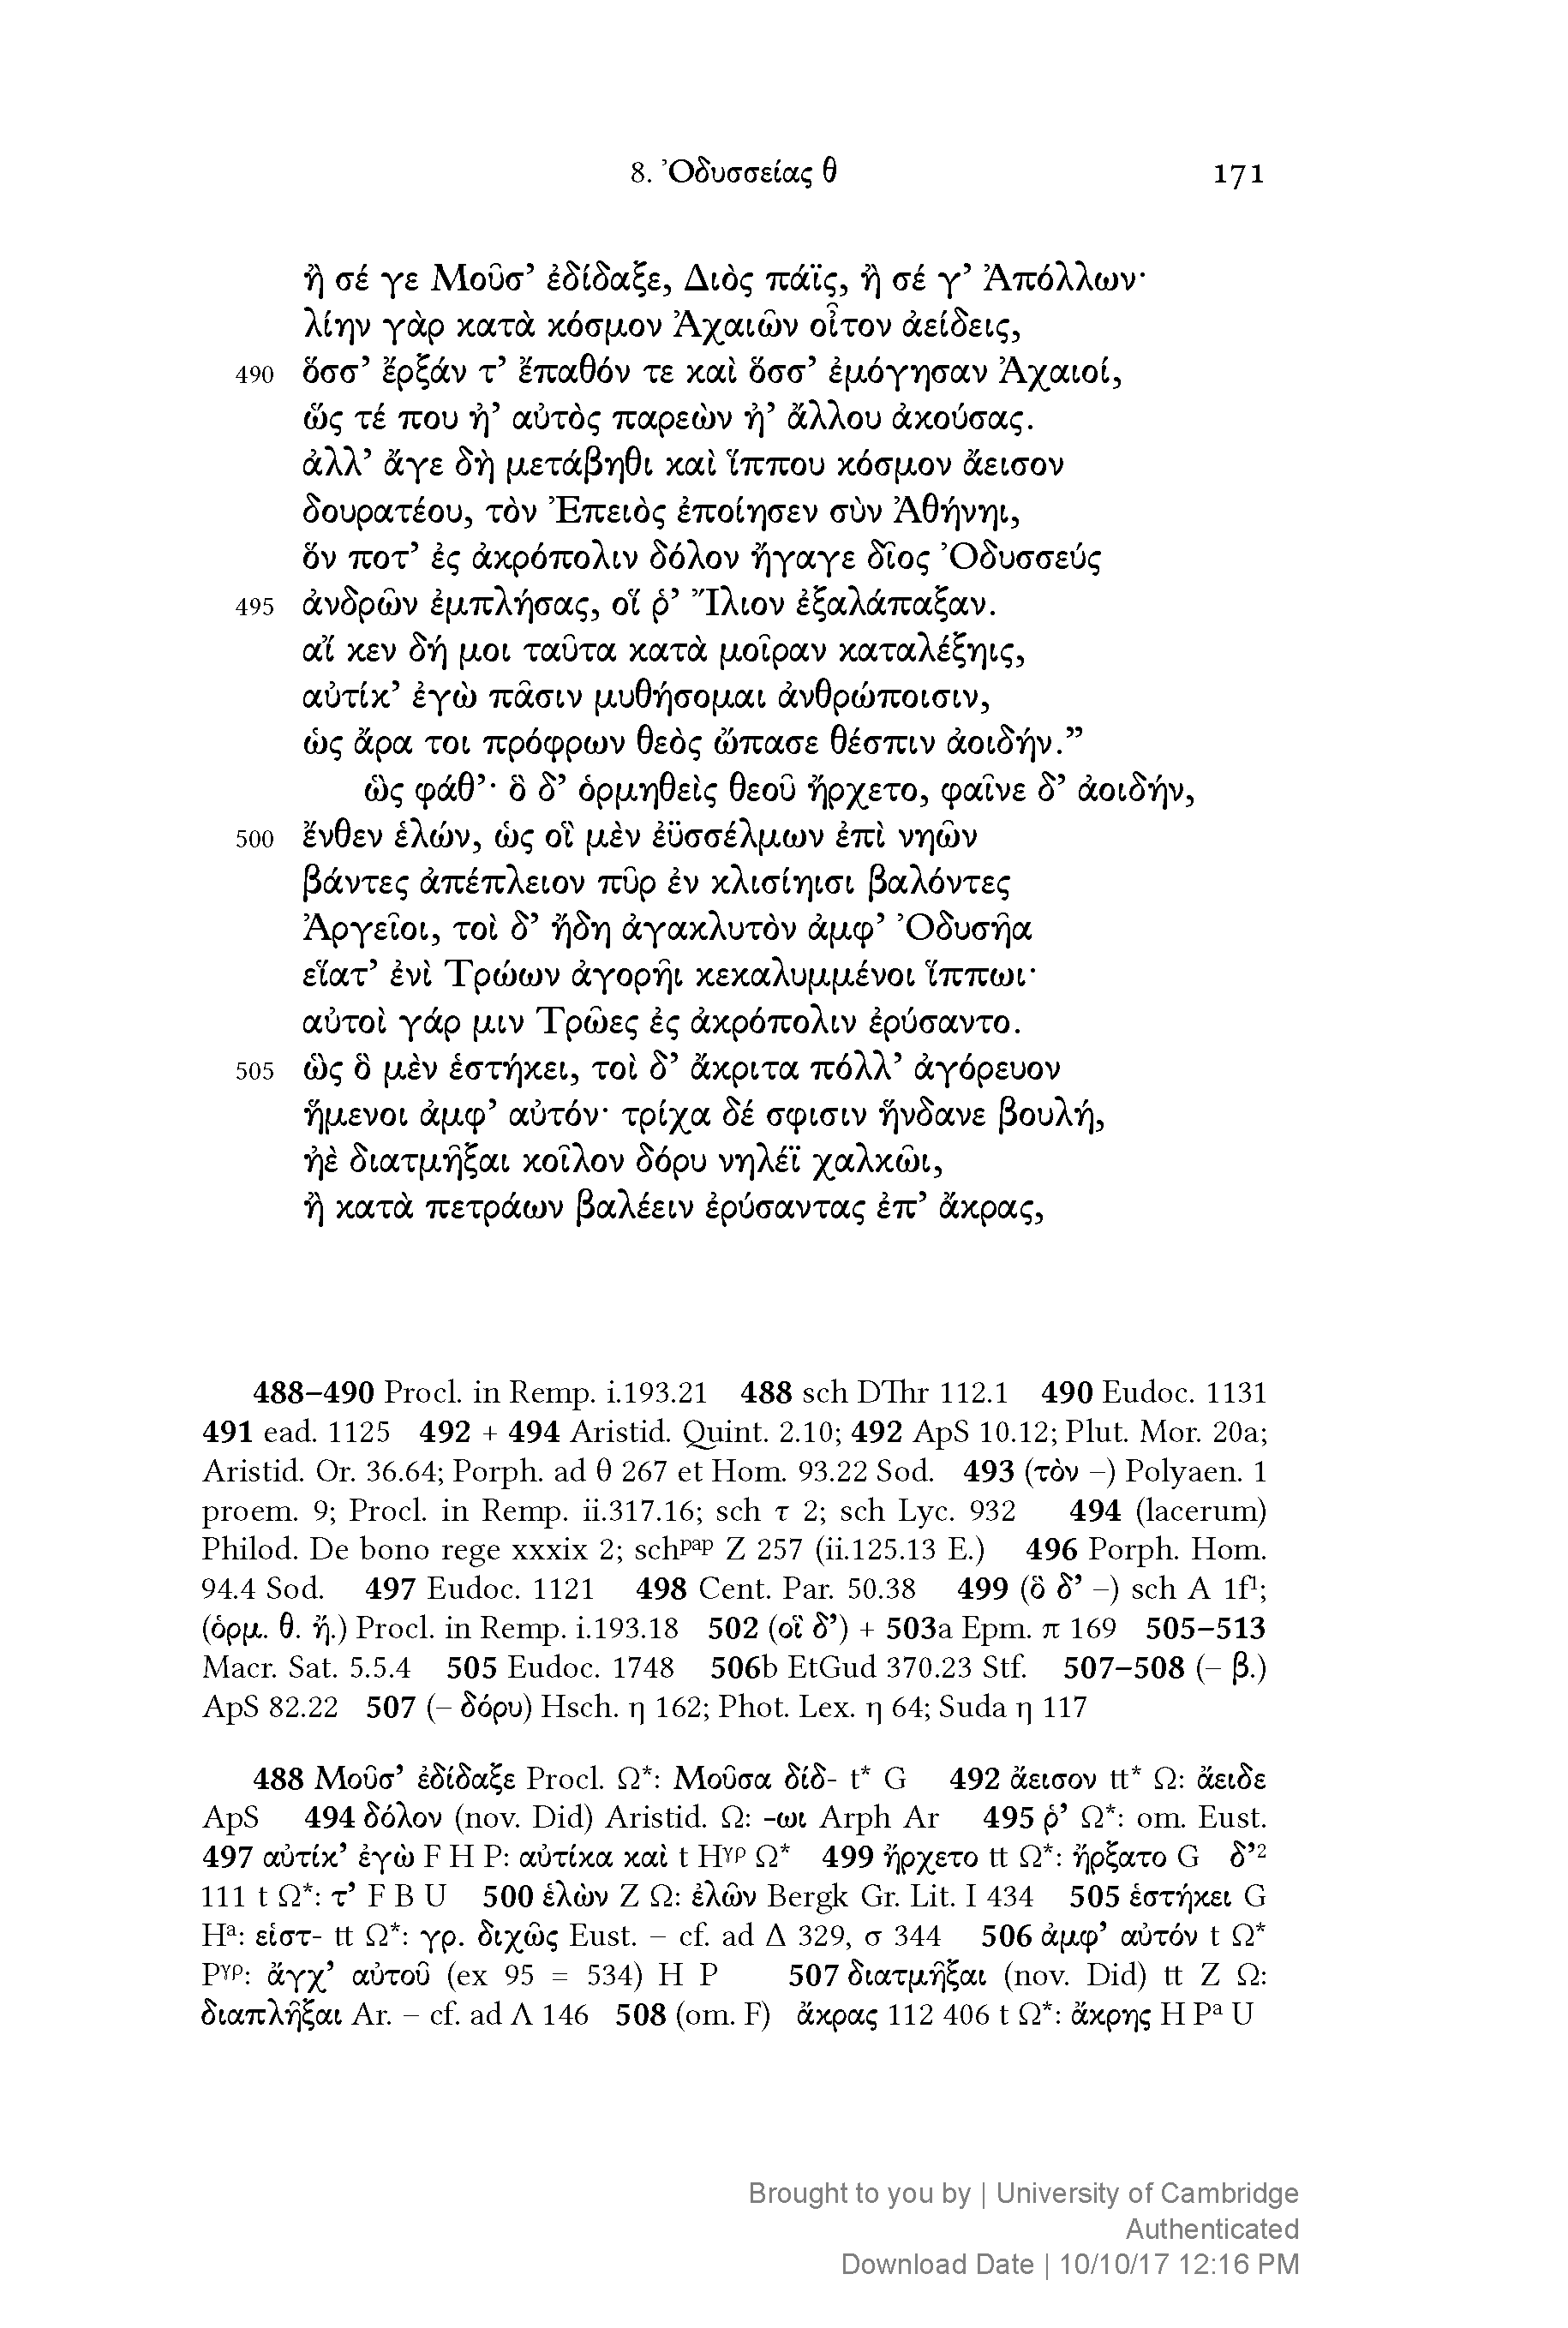 8. Ὀδυσσείας θ 171
ἢ σέ γε Μοῦσ’ ἐδίδαξε, Διὸς πάϊς, ἢ σέ γ’ Ἀπόλλων·
λίην γὰρ κατὰ κόσμον Ἀχαιῶν οἶτον ἀείδεις,
490 ὅσσ’ ἔρξάν τ’ ἔπαθόν τε καὶ ὅσσ’ ἐμόγησαν Ἀχαιοί,
ὥς τέ που ἠ’ αὐτὸς παρεὼν ἠ’ ἄλλου ἀκούσας.
ἀλλ’ ἄγε δὴ μετάβηθι καὶ ἵππου κόσμον ἄεισον
δουρατέου, τὸν Ἐπειὸς ἐποίησεν σὺν Ἀθήνηι,
ὅν ποτ’ ἐς ἀκρόπολιν δόλον ἤγαγε δῖος Ὀδυσσεύς
495 ἀνδρῶν ἐμπλήσας, οἵ ῥ’ Ἴλιον ἐξαλάπαξαν.
αἴ κεν δή μοι ταῦτα κατὰ μοῖραν καταλέξηις,
αὐτίκ’ ἐγὼ πᾶσιν μυθήσομαι ἀνθρώποισιν,
ὡς ἄρα τοι πρόφρων θεὸς ὤπασε θέσπιν ἀοιδήν.”
ὣς φάθ’· ὃ δ’ ὁρμηθεὶς θεοῦ ἤρχετο, φαῖνε δ’ ἀοιδήν,
500 ἔνθεν ἑλών, ὡς οἳ μὲν ἐϋσσέλμων ἐπὶ νηῶν
βάντες ἀπέπλειον πῦρ ἐν κλισίηισι βαλόντες
Ἀργεῖοι, τοὶ δ’ ἤδη ἀγακλυτὸν ἀμφ’ Ὀδυσῆα
εἵατ’ ἐνὶ Τρώων ἀγορῆι κεκαλυμμένοι ἵππωι·
αὐτοὶ γάρ μιν Τρῶες ἐς ἀκρόπολιν ἐρύσαντο.
505 ὣς ὃ μὲν ἑστήκει, τοὶ δ’ ἄκριτα πόλλ’ ἀγόρευον
ἥμενοι ἀμφ’ αὐτόν· τρίχα δέ σφισιν ἥνδανε βουλή,
ἠὲ διατμῆξαι κοῖλον δόρυ νηλέϊ χαλκῶι,
ἢ κατὰ πετράων βαλέειν ἐρύσαντας ἐπ’ ἄκρας,
488–490 Procl. in Remp. i.193.21 488 sch DThr 112.1 490 Eudoc. 1131
491 ead. 1125 492 + 494 Aristid. Quint. 2.10; 492 ApS 10.12; Plut. Mor. 20a;
Aristid. Or. 36.64; Porph. ad θ 267 et Hom. 93.22 Sod. 493 (τὸν –) Polyaen. 1
proem. 9; Procl. in Remp. ii.317.16; sch τ 2; sch Lyc. 932 494 (lacerum)
Philod. De bono rege xxxix 2; schᵖᵃᵖ Z 257 (ii.125.13 E.) 496 Porph. Hom.
94.4 Sod. 497 Eudoc. 1121 498 Cent. Par. 50.38 499 (ὃ δ’ –) sch A 1f¹;
(ὁρμ. θ. ἤ.) Procl. in Remp. i.193.18 502 (οἳ δ’) + 503a Epm. π 169 505–513
Macr. Sat. 5.5.4 505 Eudoc. 1748 506b EtGud 370.23 Stf. 507–508 (– β.)
ApS 82.22 507 (– δόρυ) Hsch. η 162; Phot. Lex. η 64; Suda η 117
488 Μοῦσ’ ἐδίδαξε Procl. Ω*: Μοῦσα δίδ- t* G 492 ἄεισον tt* Ω: ἄειδε
ApS 494 δόλον (nov. Did) Aristid. Ω: -ωι Arph Ar 495 ῥ’ Ω*: om. Eust.
497 αὐτίκ’ ἐγὼ F H P: αὐτίκα καὶ t Hᵞᵖ Ω* 499 ἤρχετο tt Ω*: ἤρξατο G δ’²
111 t Ω*: τ’ F B U 500 ἑλὼν Z Ω: ἐλῶν Bergk Gr. Lit. I 434 505 ἑστήκει G
Hᵃ: εἱστ- tt Ω*: γρ. διχῶς Eust. – cf. ad Δ 329, σ 344 506 ἀμφ’ αὐτόν t Ω*
Pᵞᵖ: ἄγχ’ αὐτοῦ (ex 95 = 534) H P 507 διατμῆξαι (nov. Did) tt Z Ω:
διαπλῆξαι Ar. – cf. ad Λ 146 508 (om. F) ἄκρας 112 406 t Ω*: ἄκρης H Pᵃ U
Brought to you by | University of Cambridge
Authenticated
Download Date | 10/10/17 12:16 PM